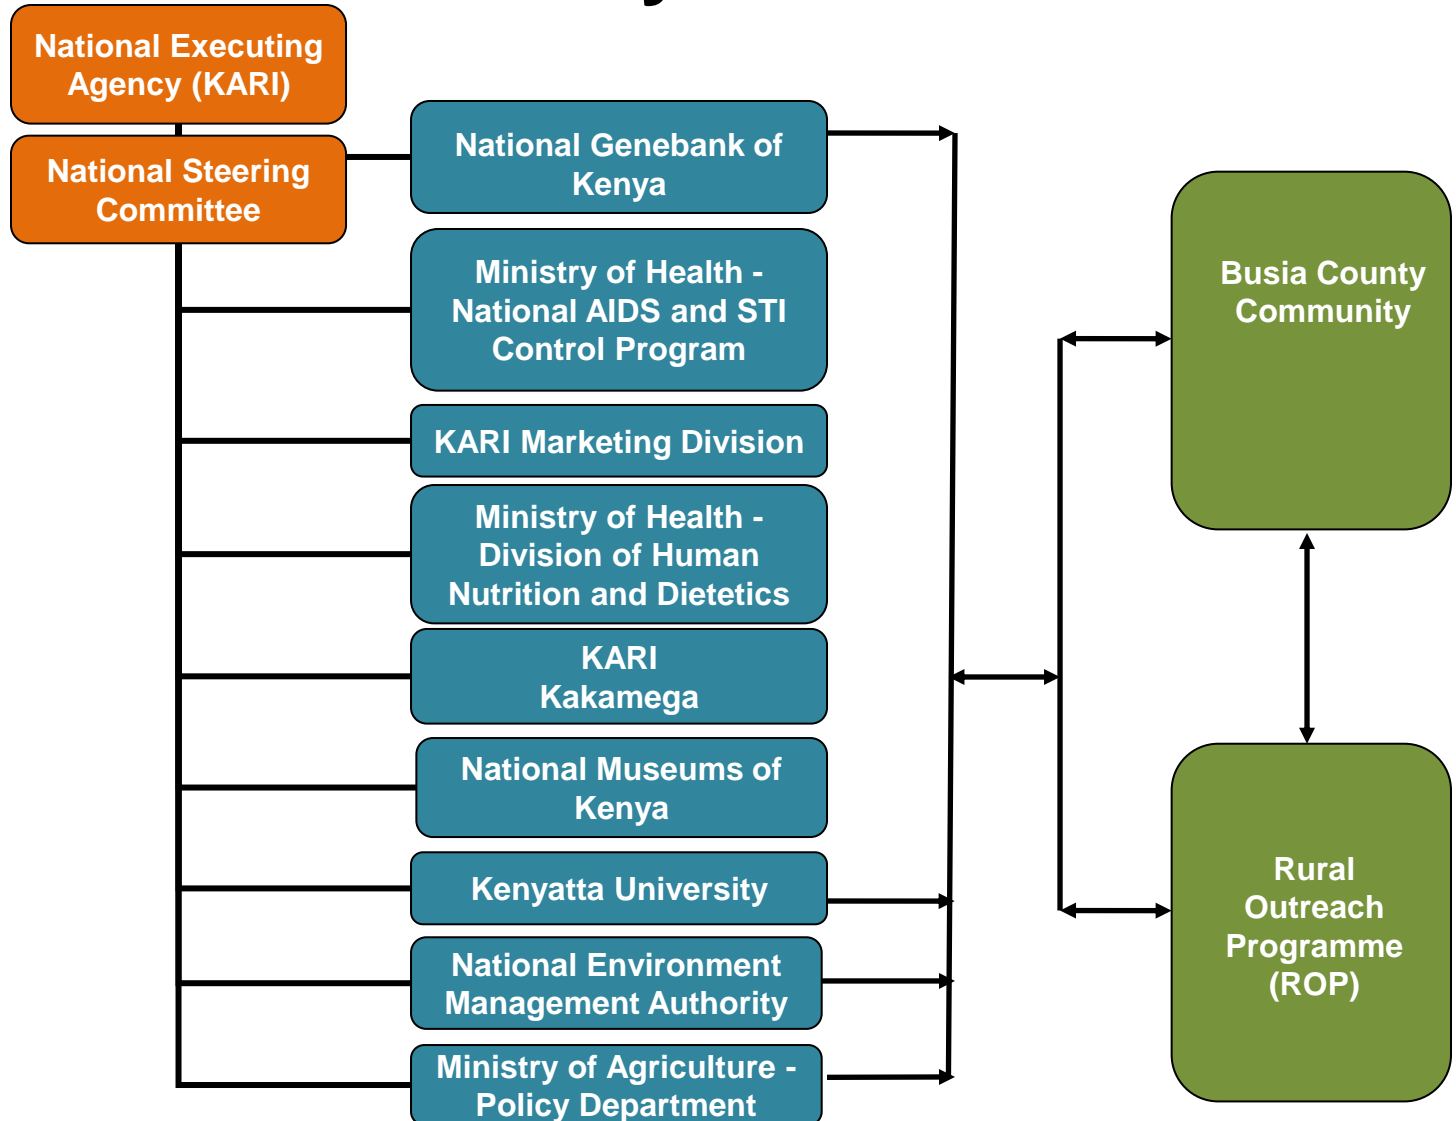 National Executing
Agency (KARI)
National Steering
Committee
National Genebank of
Kenya
Ministry of Health -
National AIDS and STI
Control Program
KARI Marketing Division
Ministry of Health -
Division of Human
Nutrition and Dietetics
KARI
Kakamega
National Museums of
Kenya
Kenyatta University
National Environment
Management Authority
Ministry of Agriculture -
Policy Department
Busia County
Community
Rural
Outreach
Programme
(ROP)